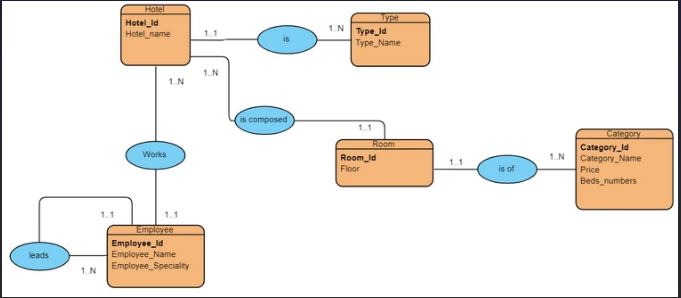 Hotel
Hotel_Id
Hotel_name
1..1
is
1..N
Type
Type_Id
Type_Name
1..N
1..N
is composed
1..1
Room
Room_Id
Floor
1..1
is of
1..N
Category
Category_Id
Category_Name
Price
Beds_numbers
Works
1..1
1..1
Employee
Employee_Id
Employee_Name
Employee_Speciality
leads
1..N